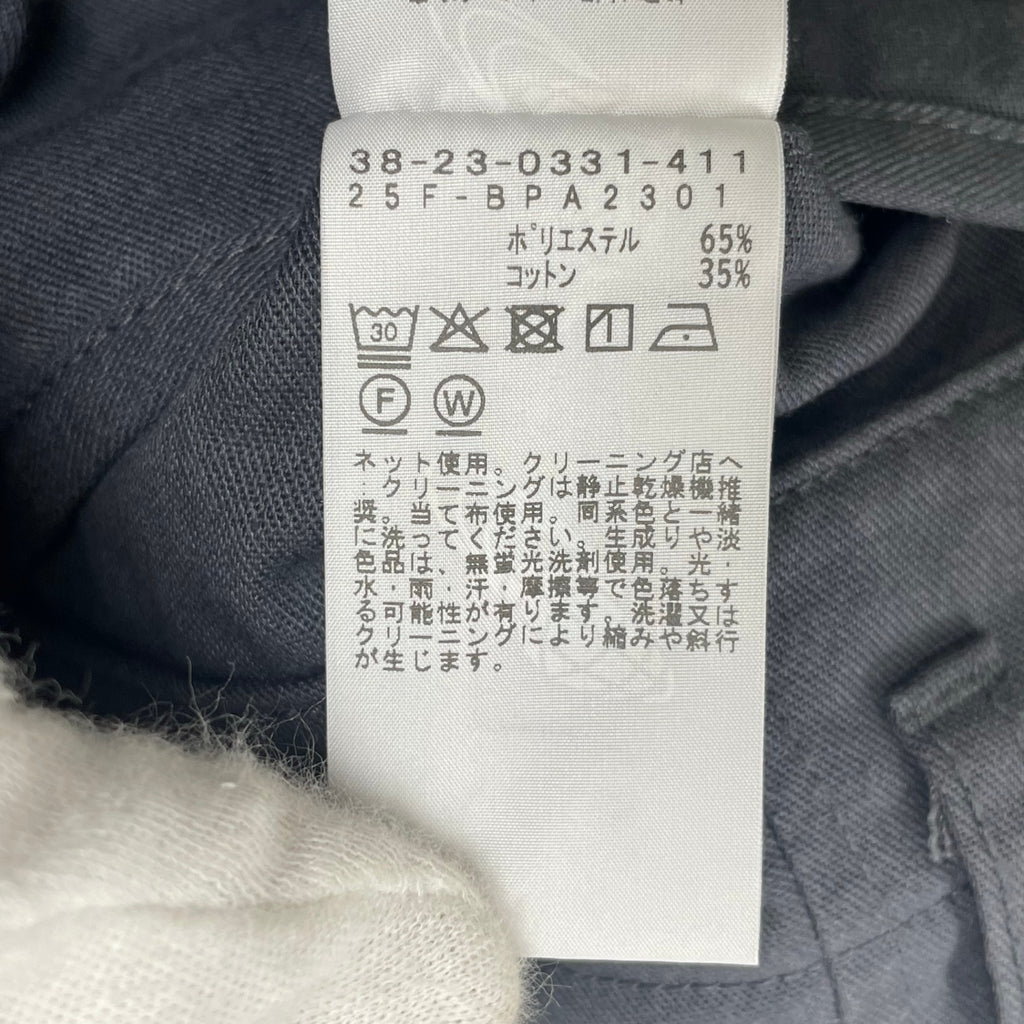 38-23-0331-411
25F-BPA2301
ポリエステル 65%
コットン 35%
30
F W
ネット使用。クリーニング店へ
・クリーニングは静止乾燥機推
奨。当て布使用。同系色と一緒
に洗ってください。生成りや淡
色品は、無蛍光洗剤使用。光・
水・雨・汗・摩擦等で色落ちす
る可能性が有ります。洗濯又は
クリーニングにより縮みや斜行
が生じます。